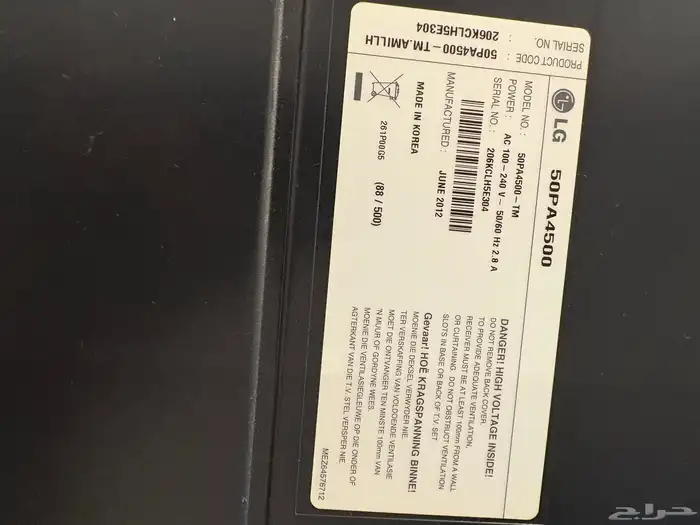 PRODUCT CODE : 50PA4500-TM.AMILLH
SERIAL NO. : 206KCLH5E304
LG 50PA4500
MODEL NO. : 50PA4500-TM
POWER : AC 100-240 V~ 50/60 Hz 2.8 A
SERIAL NO. : 206KCLH5E304
MANUFACTURED : JUNE 2012
MADE IN KOREA
261P00G5 (88 / 500)
DANGER! HIGH VOLTAGE INSIDE!
DO NOT REMOVE BACK COVER.
TO PROVIDE ADEQUATE VENTILATION,
RECEIVER MUST BE AT LEAST 100mm FROM A WALL
OR CURTAINING. DO NOT OBSTRUCT VENTILATION
SLOTS IN BASE OR BACK OF T.V. SET
Gevaar! HOË KRAGSPANNING BINNE!
MOENIE DIE DEKSEL VERWYDER NIE.
TER VERSKAFFING VAN VOLDOENDE VENTILASIE
MOET DIE ONTVANGER TEN MINSTE 100mm VAN
'N MUUR OF GORDYNE WEES.
MOENIE DIE VENTILASIEGLEUWE OP DIE ONDER OF
AGTERKANT VAN DIE T.V. STEL VERSPER NIE
MEZ64576712
حراج